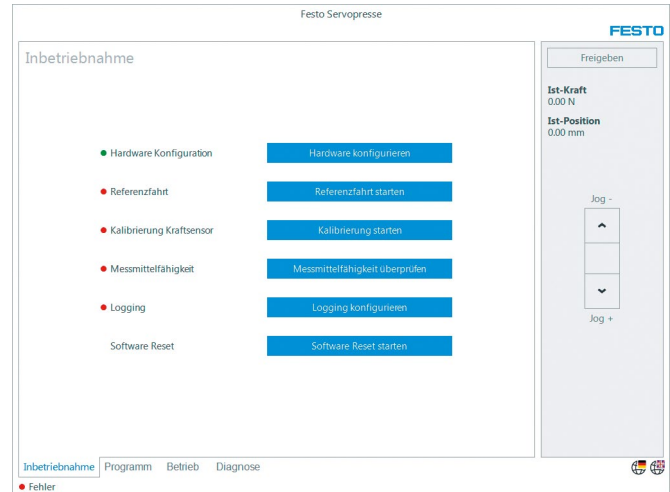 Festo Servopresse
FESTO
Inbetriebnahme
Freigeben
Ist-Kraft
0.00 N
Ist-Position
0.00 mm
Hardware Konfiguration
Hardware konfigurieren
Referenzfahrt
Referenzfahrt starten
Kalibrierung Kraftsensor
Kalibrierung starten
Messmittelfähigkeit
Messmittelfähigkeit überprüfen
Logging
Logging konfigurieren
Software Reset
Software Reset starten
Jog -
Jog +
Inbetriebnahme Programm Betrieb Diagnose
Fehler